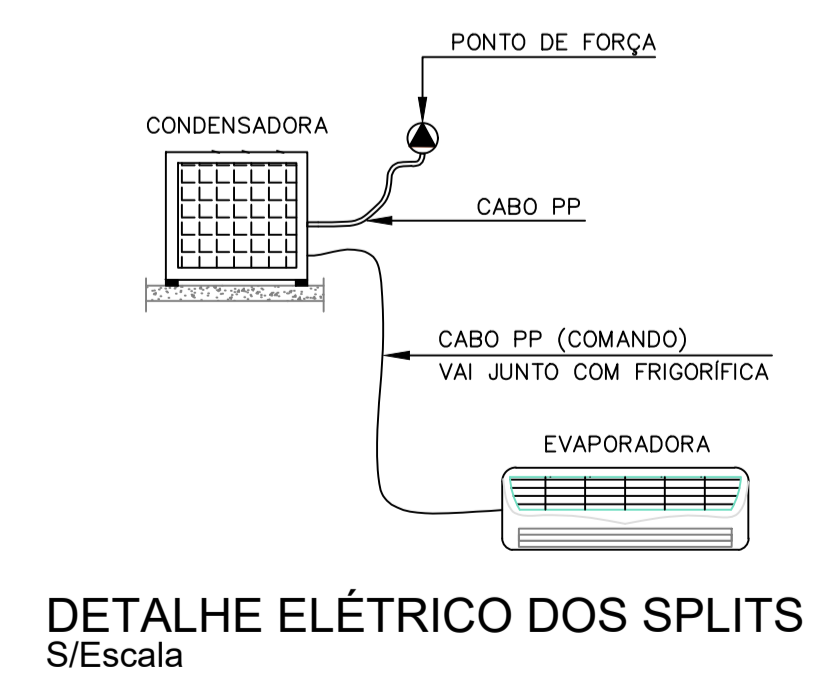 PONTO DE FORÇA
CONDENSADORA
CABO PP
CABO PP (COMANDO)
VAI JUNTO COM FRIGORÍFICA
EVAPORADORA
DETALHE ELÉTRICO DOS SPLITS
S/Escala